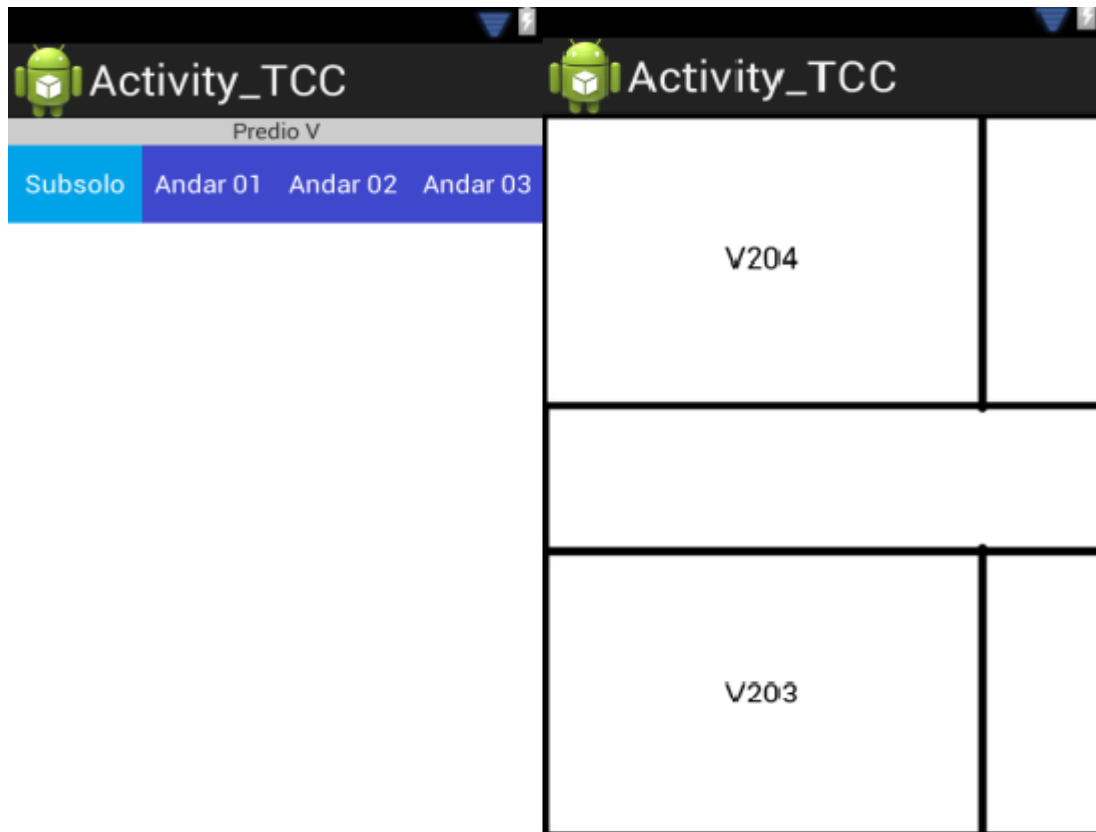 Activity_TCC
Predio V
Subsolo Andar 01 Andar 02 Andar 03
Activity_TCC
V204
V203